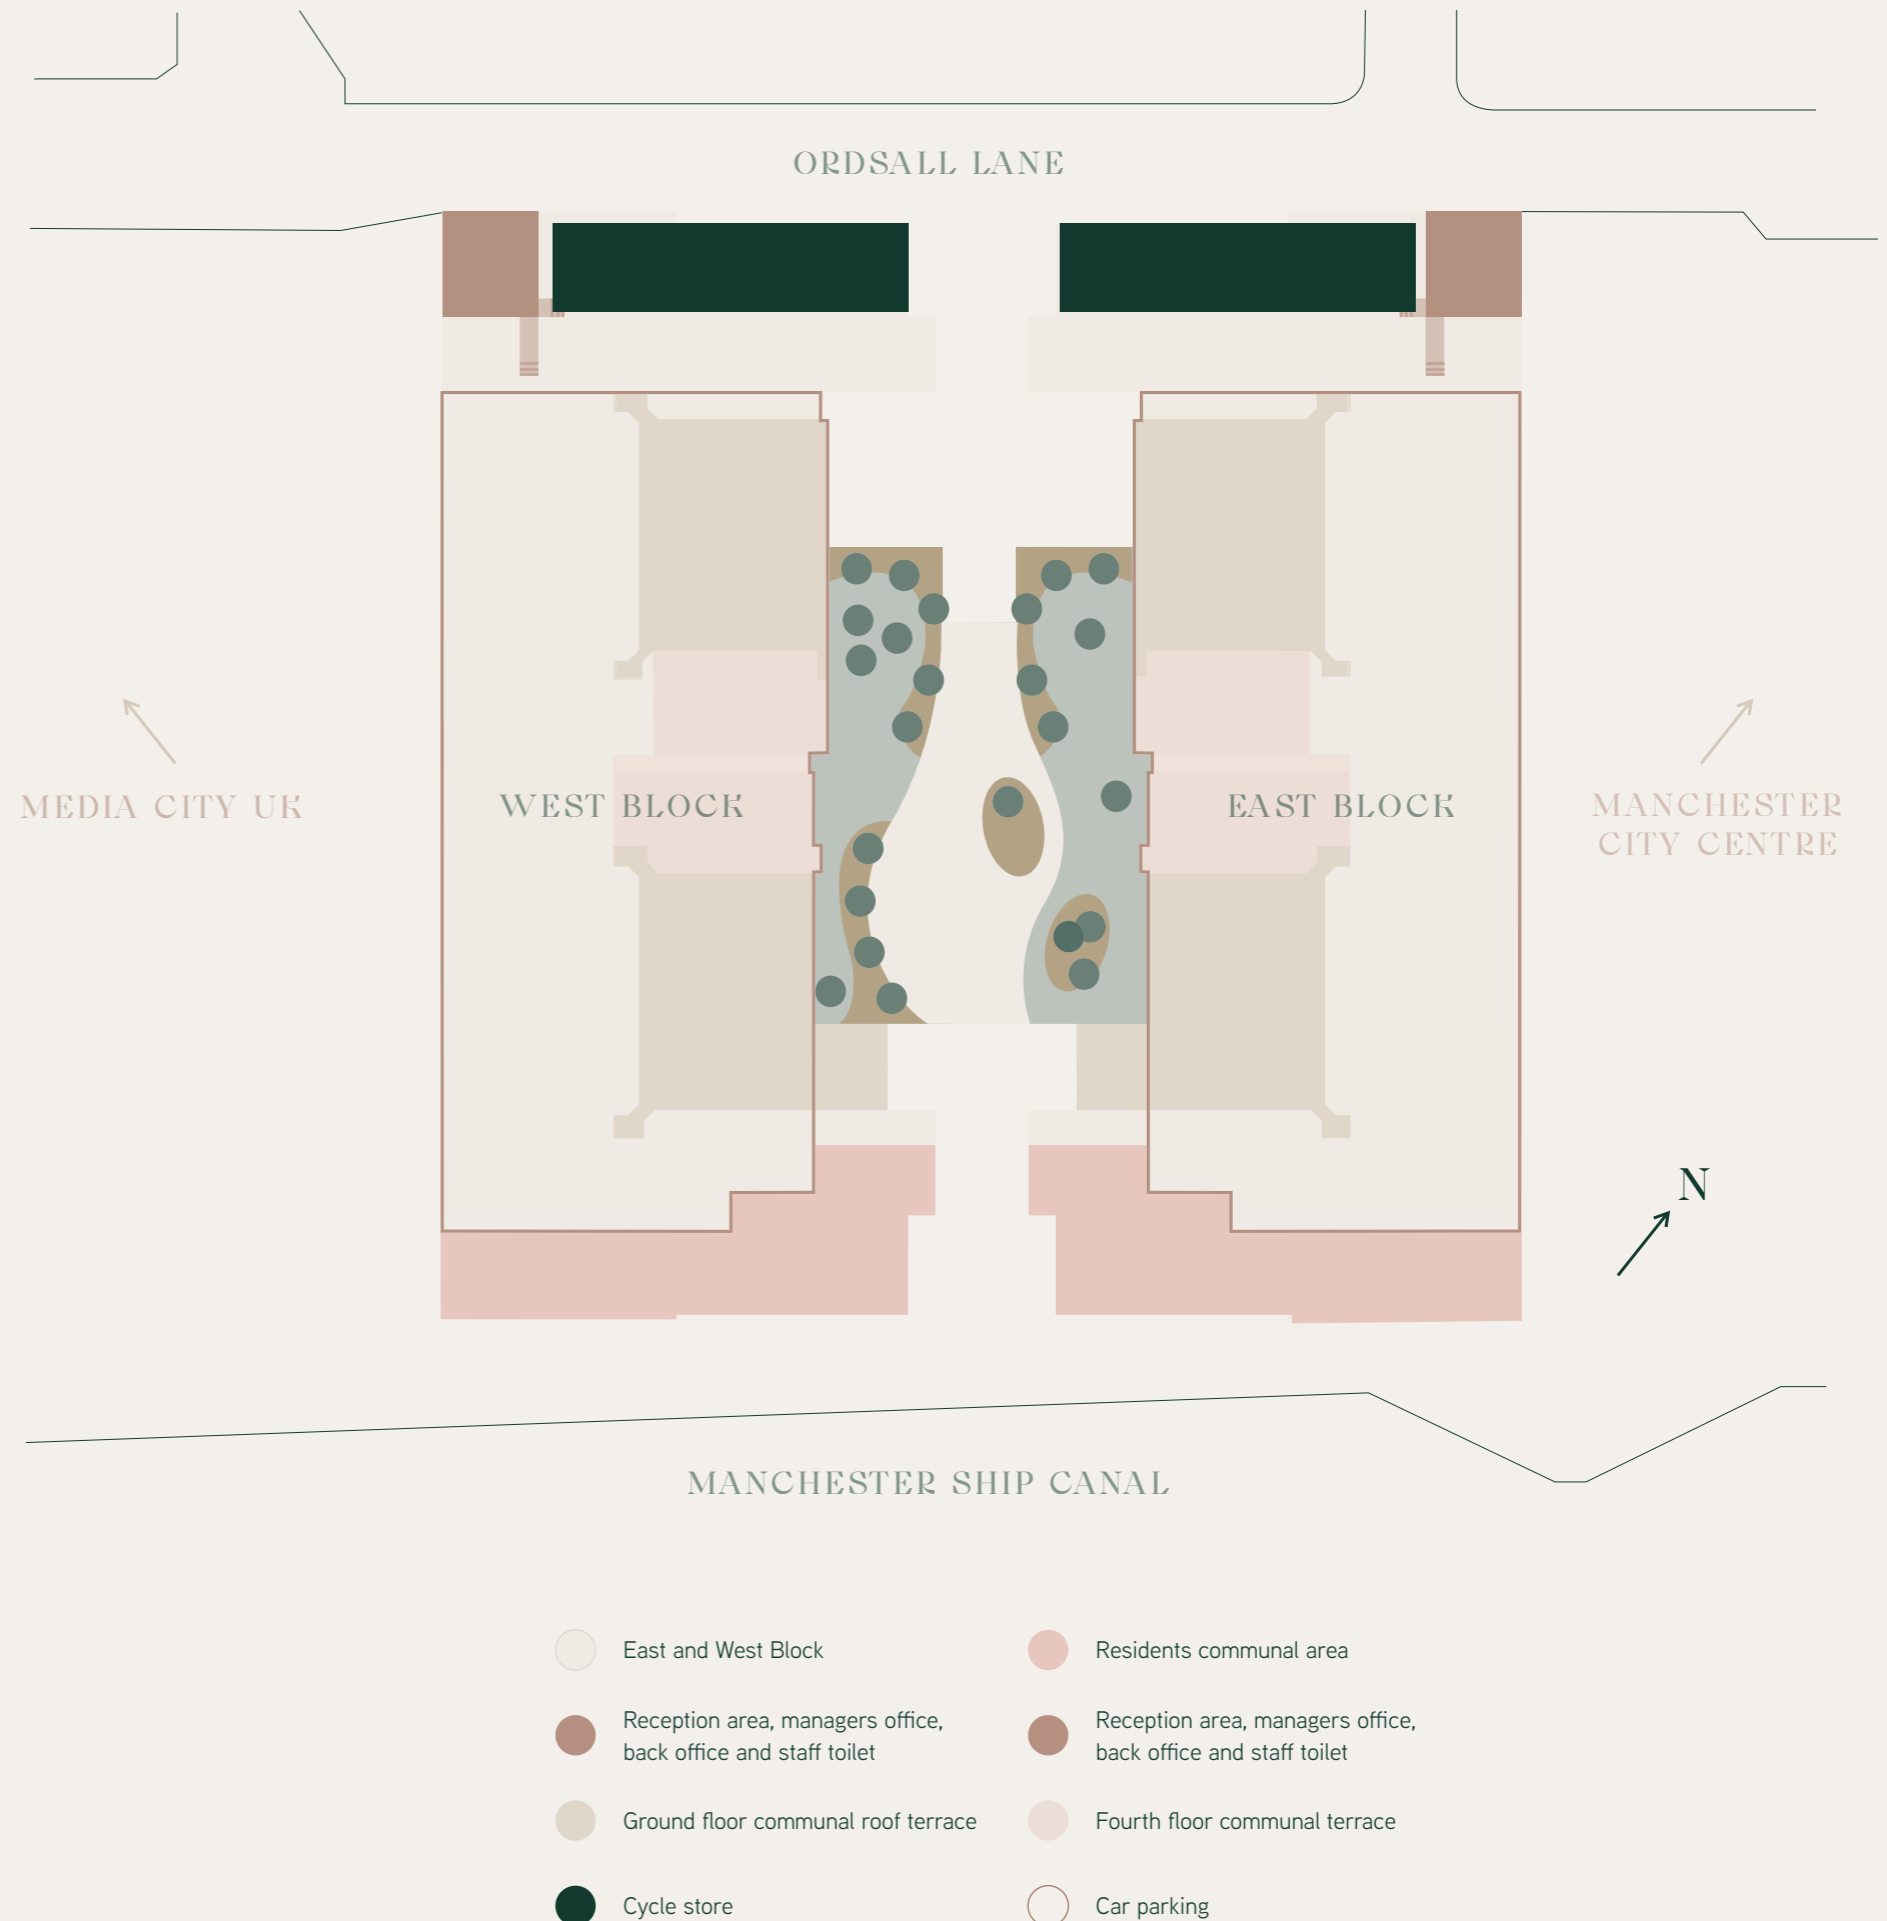 ORDSALL LANE
MEDIA CITY UK
WEST BLOCK
EAST BLOCK
MANCHESTER
CITY CENTRE
N
MANCHESTER SHIP CANAL
East and West Block
Residents communal area
Reception area, managers office,
back office and staff toilet
Reception area, managers office,
back office and staff toilet
Ground floor communal roof terrace
Fourth floor communal terrace
Cycle store
Car parking